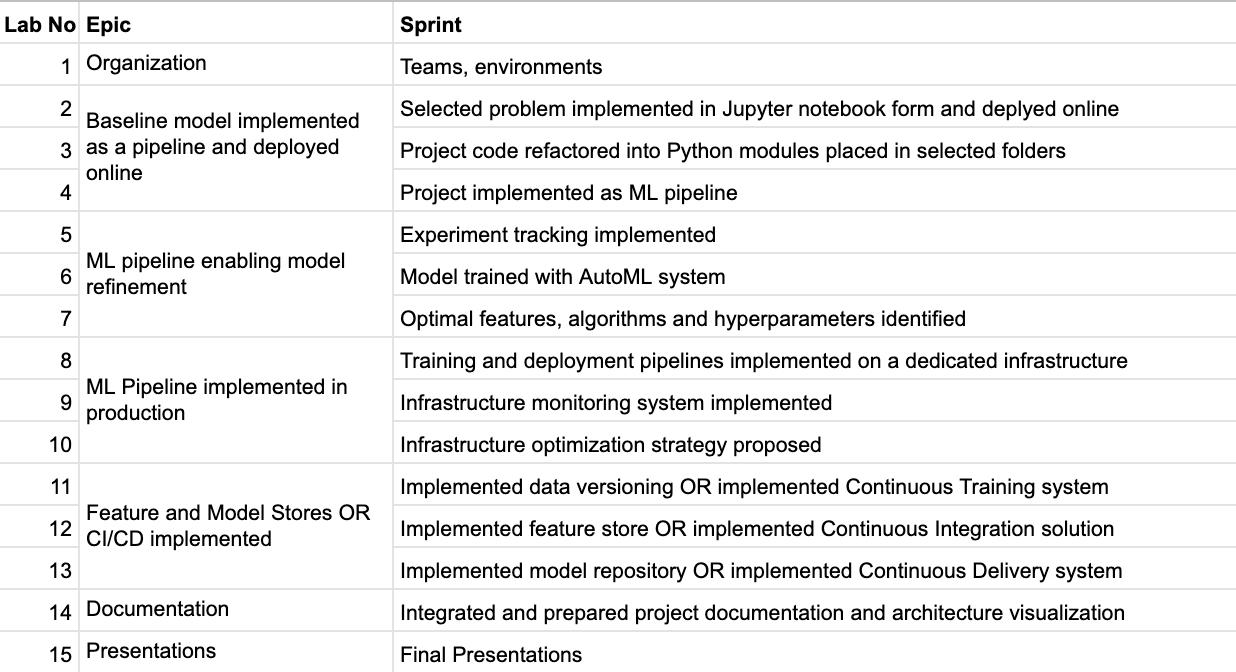 Lab No Epic Sprint
1 Organization Teams, environments
2 Selected problem implemented in Jupyter notebook form and deplyed online
Baseline model implemented
as a pipeline and deployed
online
3 Project code refactored into Python modules placed in selected folders
4 Project implemented as ML pipeline
5 Experiment tracking implemented
ML pipeline enabling model
refinement
6 Model trained with AutoML system
7 Optimal features, algorithms and hyperparameters identified
8 Training and deployment pipelines implemented on a dedicated infrastructure
ML Pipeline implemented in
production
9 Infrastructure monitoring system implemented
10 Infrastructure optimization strategy proposed
11 Implemented data versioning OR implemented Continuous Training system
Feature and Model Stores OR
CI/CD implemented
12 Implemented feature store OR implemented Continuous Integration solution
13 Implemented model repository OR implemented Continuous Delivery system
14 Documentation Integrated and prepared project documentation and architecture visualization
15 Presentations Final Presentations